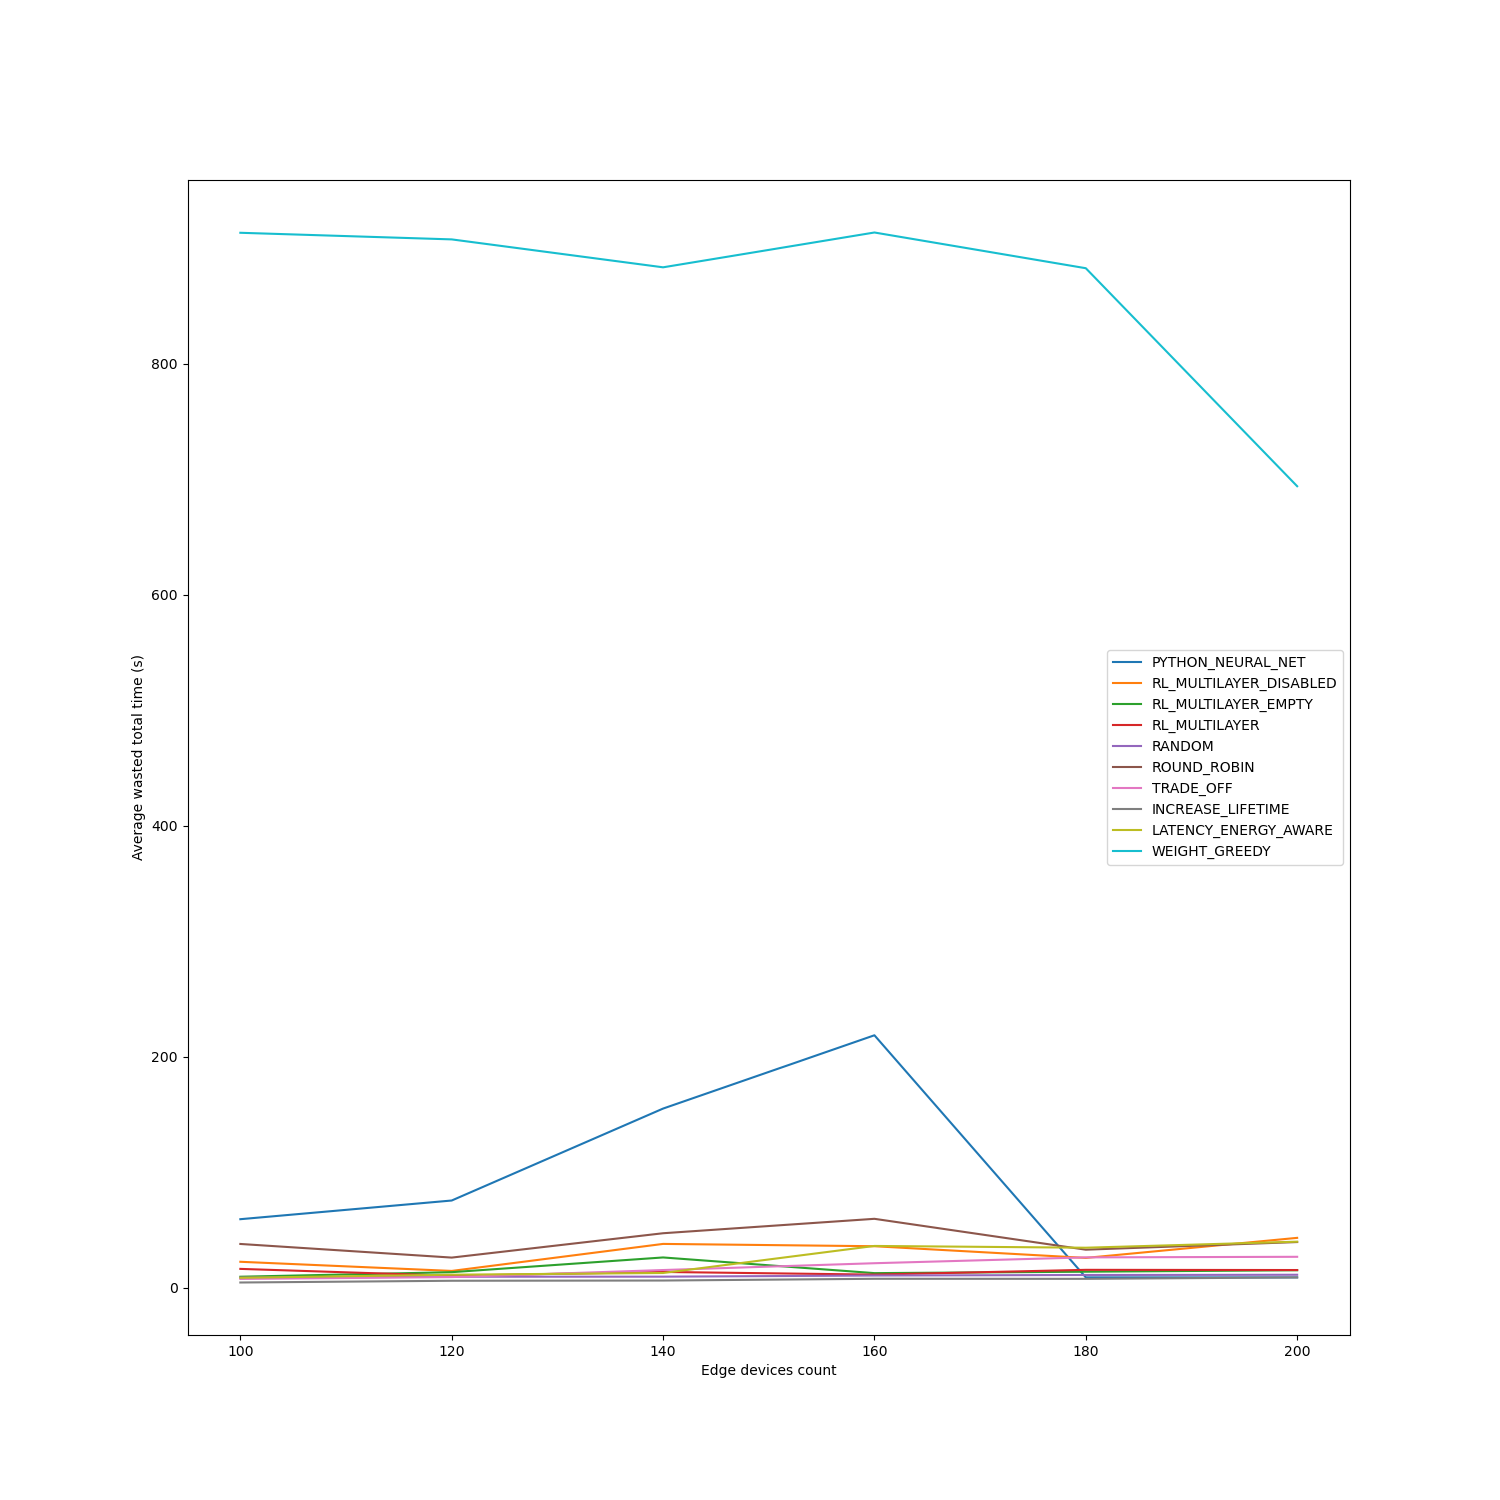 800
600
400
200
0
Average wasted total time (s)
100 120 140 160 180 200
Edge devices count
PYTHON_NEURAL_NET
RL_MULTILAYER_DISABLED
RL_MULTILAYER_EMPTY
RL_MULTILAYER
RANDOM
ROUND_ROBIN
TRADE_OFF
INCREASE_LIFETIME
LATENCY_ENERGY_AWARE
WEIGHT_GREEDY